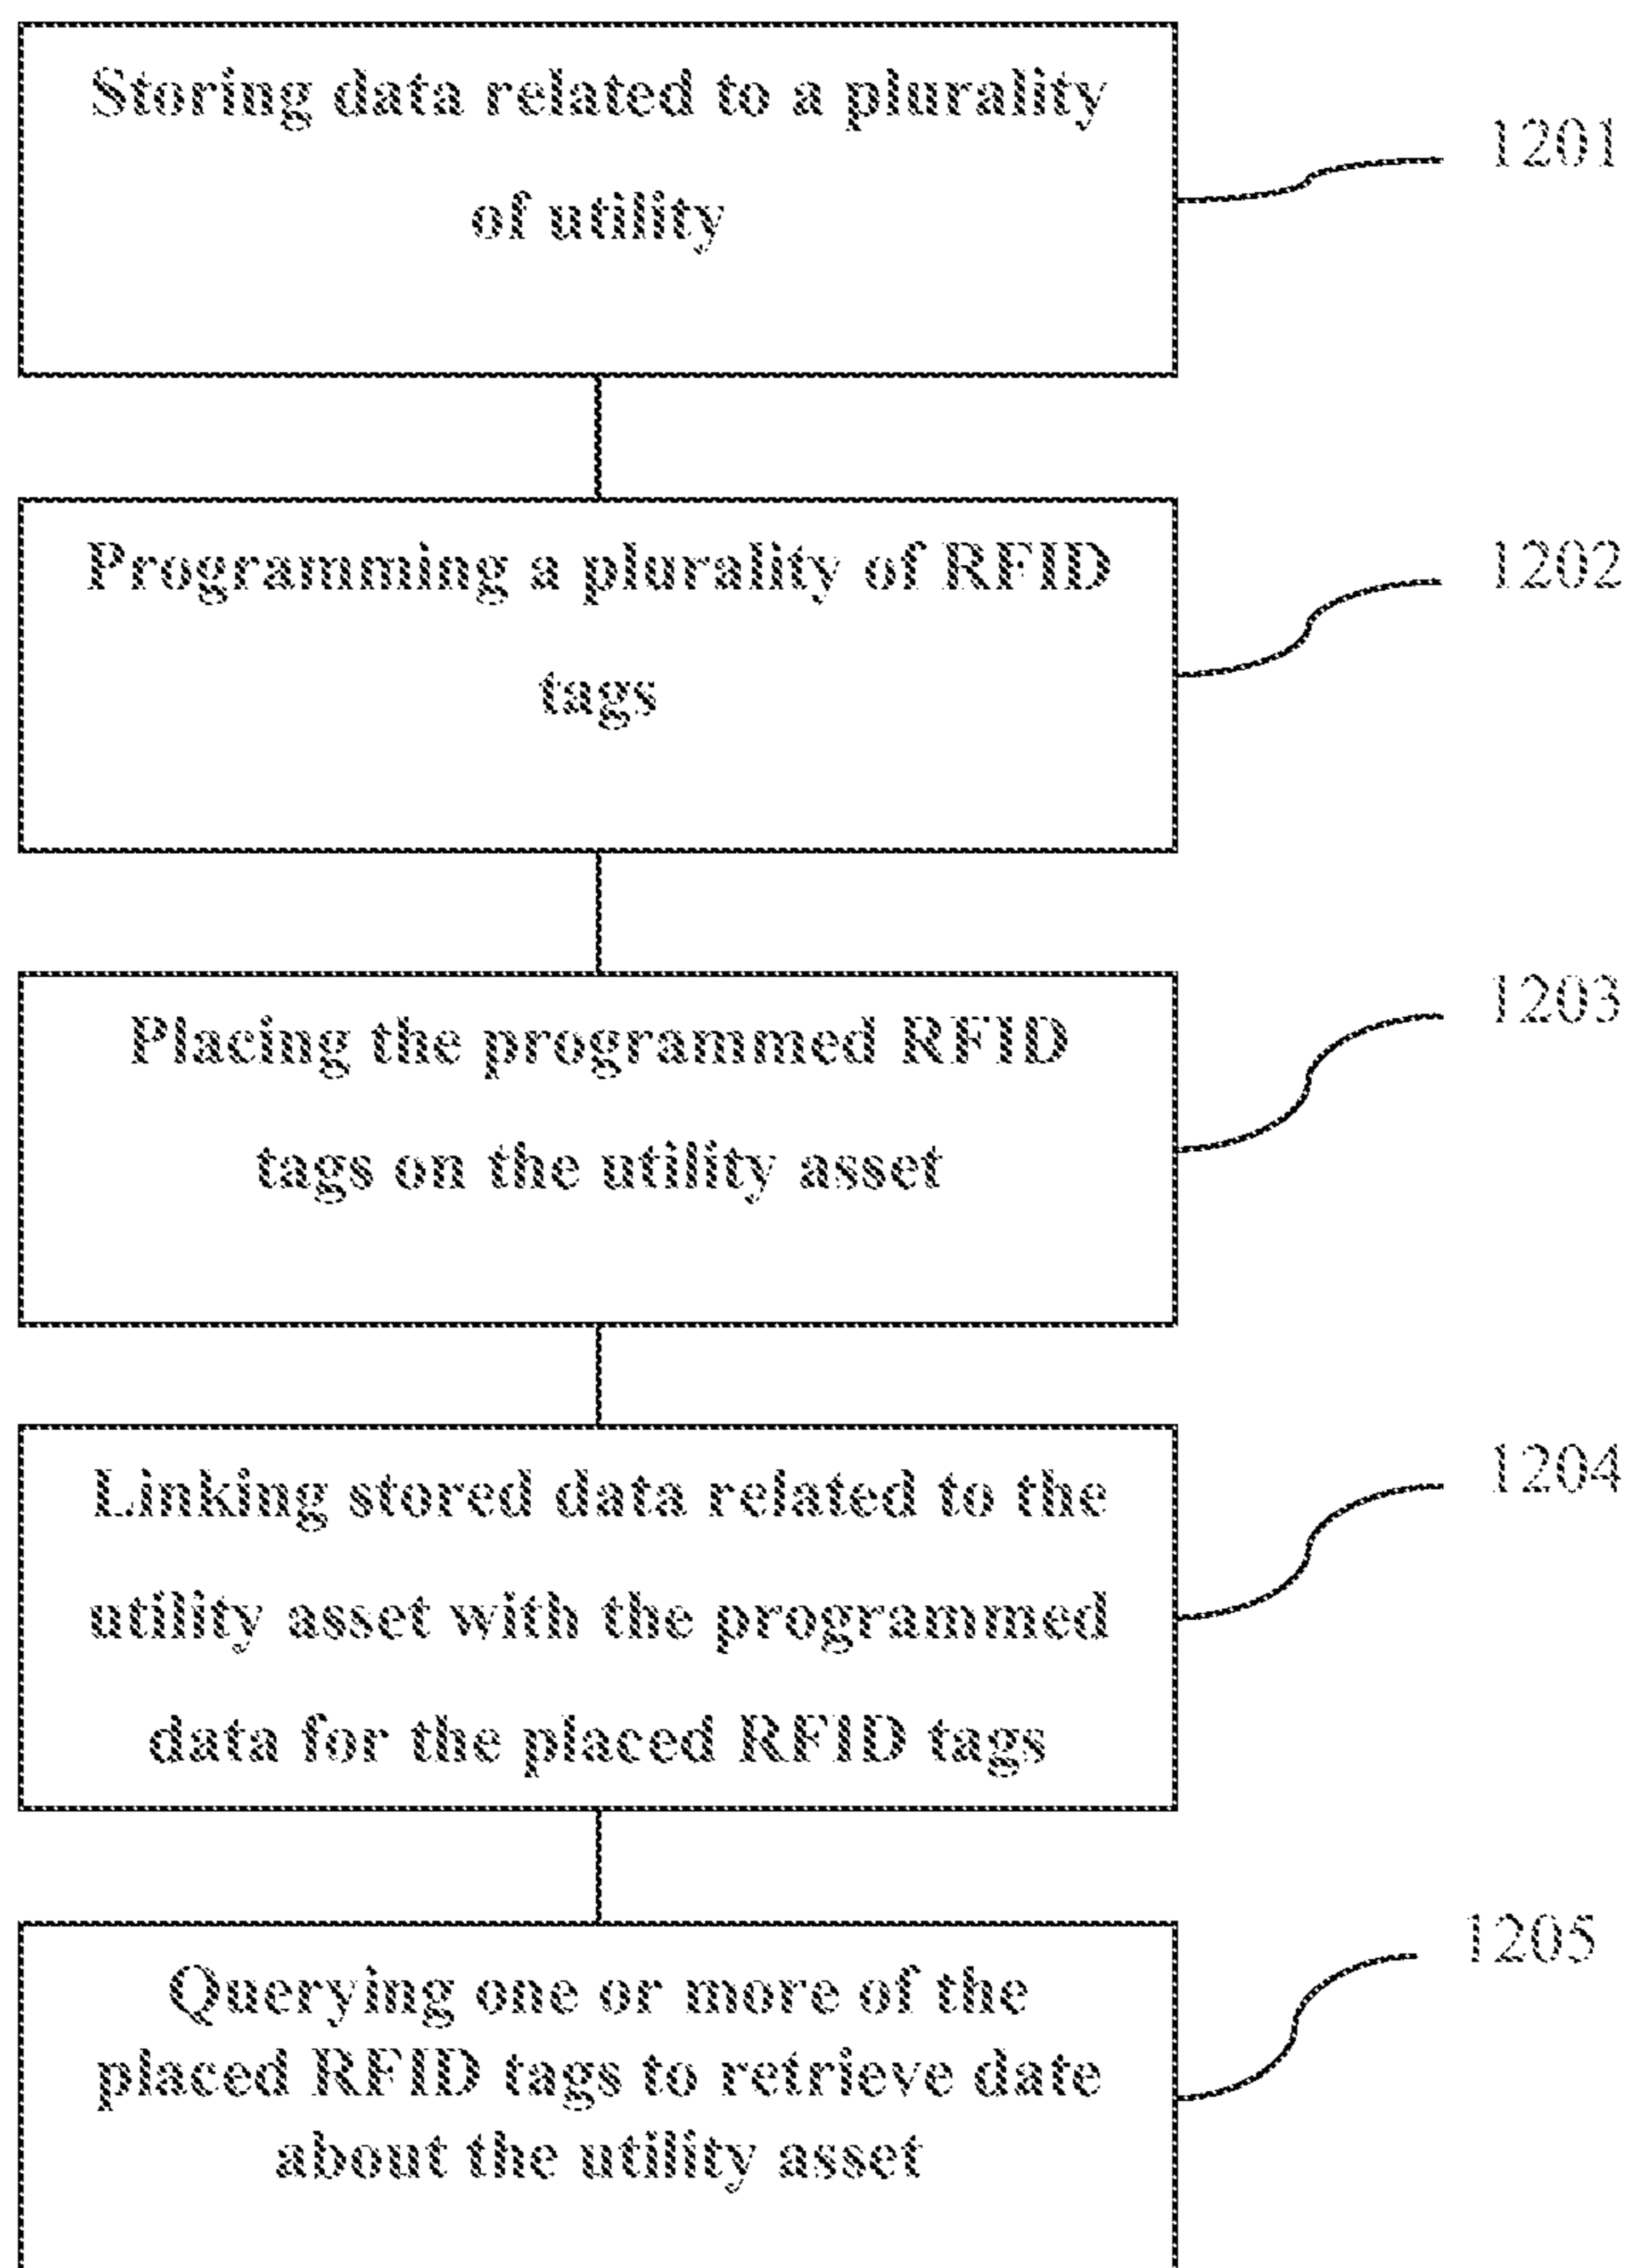 Storing data related to a plurality
of utility
1201
Programming a plurality of RFID
tags
1202
Placing the programmed RFID
tags on the utility asset
1203
Linking stored data related to the
utility asset with the programmed
data for the placed RFID tags
1204
Querying one or more of the
placed RFID tags to retrieve date
about the utility asset
1205